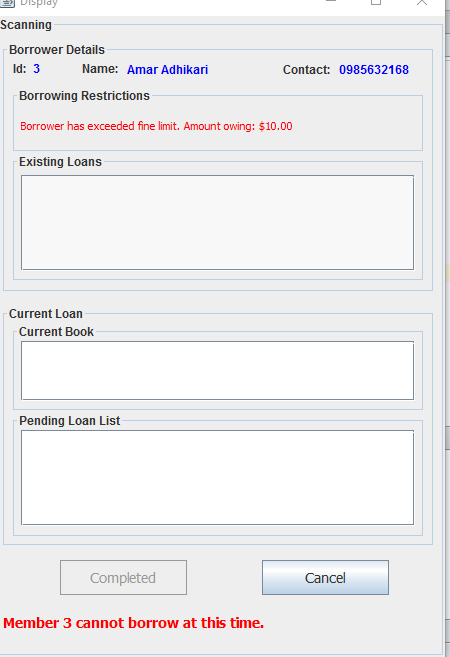 Display
Scanning
Borrower Details
Id: 3 Name: Amar Adhikari Contact: 0985632168
Borrowing Restrictions
Borrower has exceeded fine limit. Amount owing: $10.00
Existing Loans
Current Loan
Current Book
Pending Loan List
Completed Cancel
Member 3 cannot borrow at this time.